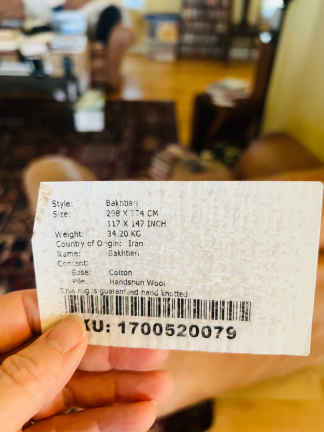 Style: Bakhtiari
Size: 298 X 374 CM
117 X 147 INCH
Weight: 34.20 KG
Country of Origin: Iran
Name: Bakhtiari
Content:
Base: Cotton
Pile: Handspun Wool
This rug is guaranteed hand knotted
KU: 1700520079